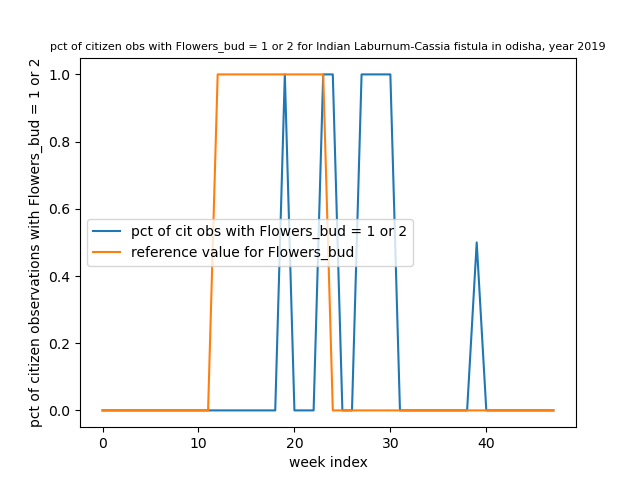 pct of citizen obs with Flowers_bud = 1 or 2 for Indian Laburnum-Cassia fistula in odisha, year 2019
pct of citizen observations with Flowers_bud = 1 or 2
1.0
0.8
0.6
0.4
0.2
0.0
pct of cit obs with Flowers_bud = 1 or 2
reference value for Flowers_bud
0 10 20 30 40
week index